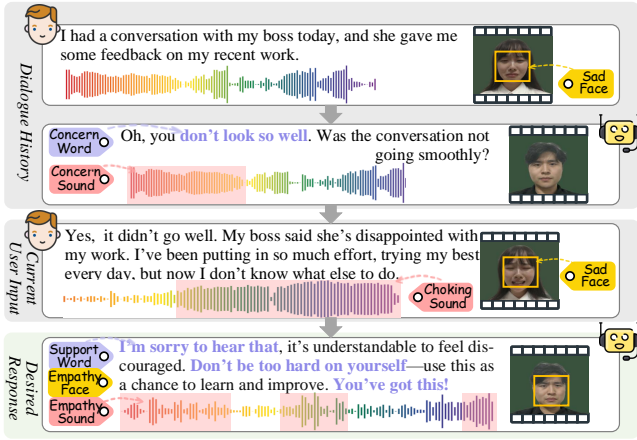 Dialogue History
I had a conversation with my boss today, and she gave me
some feedback on my recent work.
Sad
Face
Concern
Word
Oh, you don't look so well. Was the conversation not
going smoothly?
Concern
Sound
Current
User Input
Yes, it didn't go well. My boss said she's disappointed with
my work. I've been putting in so much effort, trying my best
every day, but now I don't know what else to do.
Sad
Face
Choking
Sound
Desired
Response
Support
Word
Empathy
Face
Empathy
Sound
I'm sorry to hear that, it's understandable to feel dis-
couraged. Don't be too hard on yourself—use this as
a chance to learn and improve. You've got this!